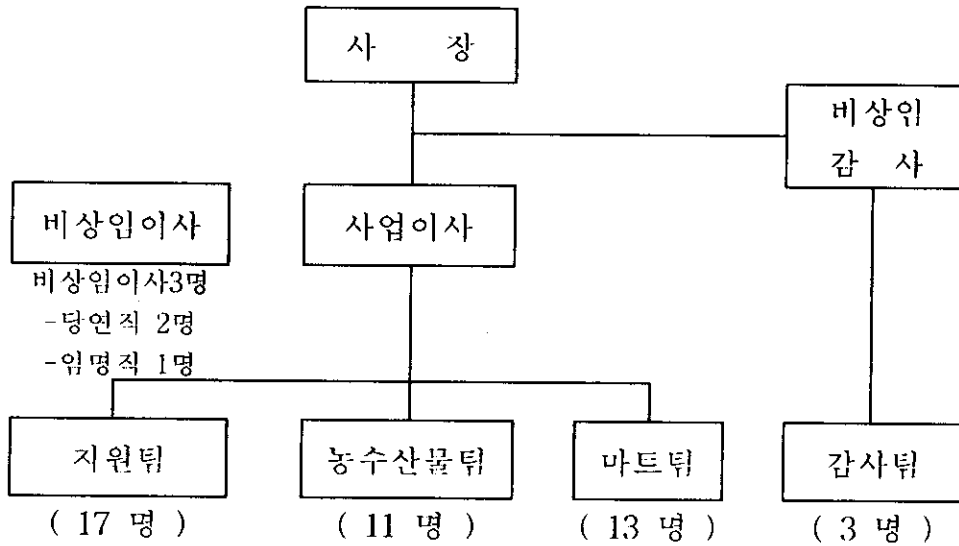 사 장
비상임
감 사
비상임이사
사업이사
비상임이사3명
-당연직 2명
-임명직 1명
지원팀
농수산물팀
마트팀
감사팀
( 17 명 )
( 11 명 )
( 13 명 )
( 3 명 )